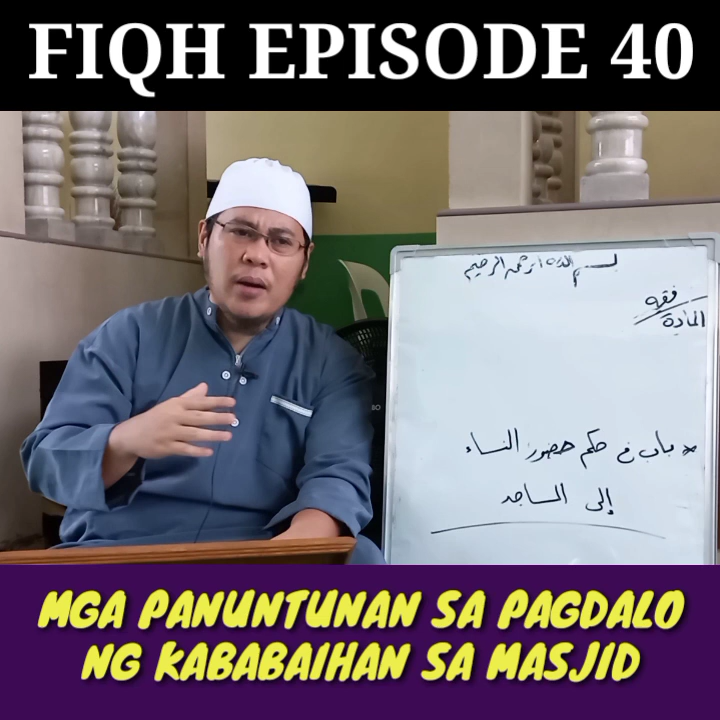 FIQH EPISODE 40
بسم الله الرحمن الرحيم
فقه
المادة
* باب في حكم حضور النساء
إلى المساجد
MGA PANUNTUNAN SA PAGDALO
NG KABABAIHAN SA MASJID